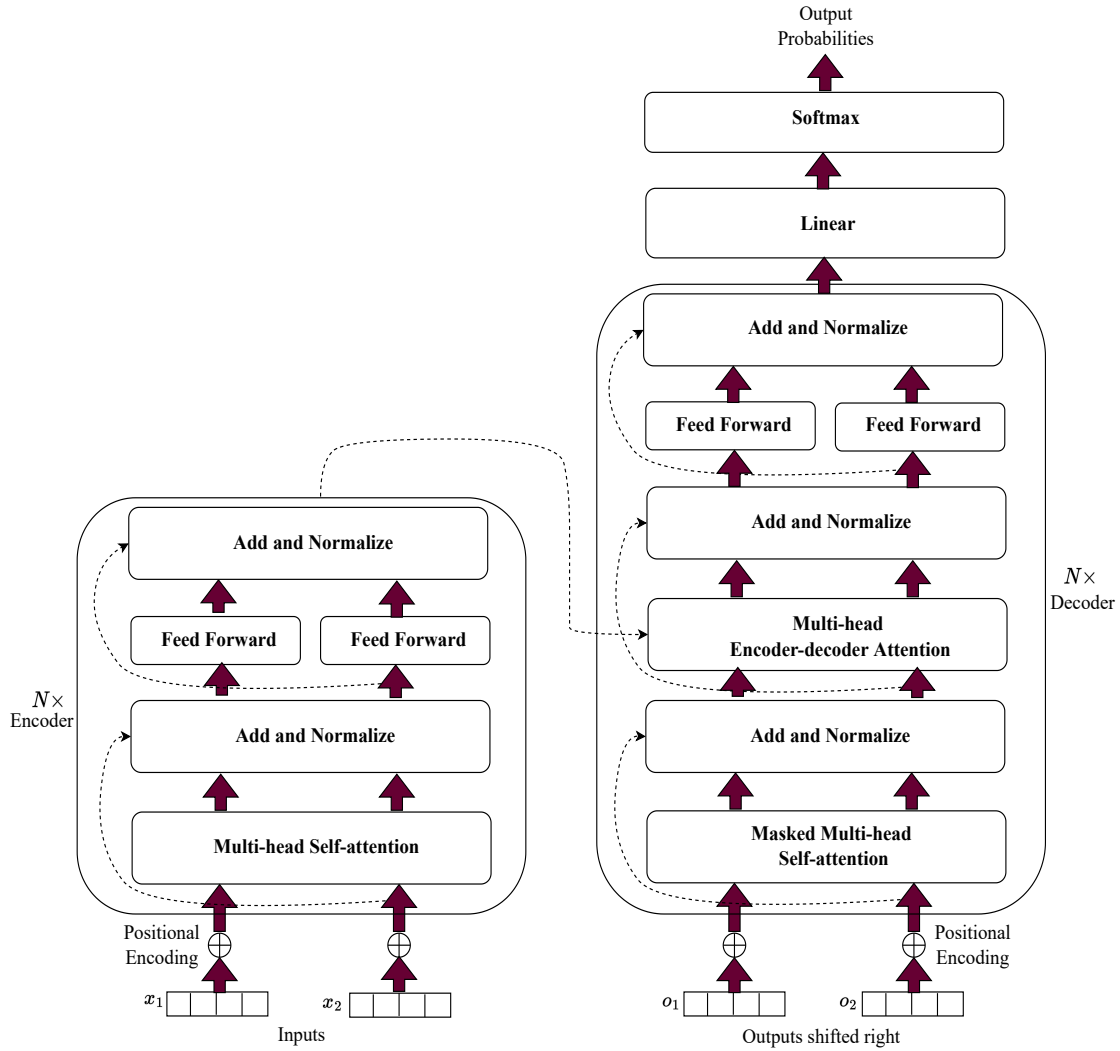 Output
Probabilities
Softmax
Linear
Add and Normalize
Feed Forward
Feed Forward
Add and Normalize
Multi-head
Encoder-decoder Attention
Add and Normalize
Masked Multi-head
Self-attention
N×
Decoder
Positional
Encoding
o₁
o₂
Outputs shifted right
Add and Normalize
Feed Forward
Feed Forward
Add and Normalize
Multi-head Self-attention
N×
Encoder
Positional
Encoding
x₁
x₂
Inputs